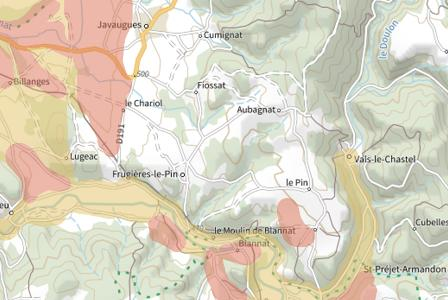 Javaugues
Cumignat
le Doulon
500
Billanges
Fiossat
le Chariol
Aubagnat
D191
Lugeac
Vals-le-Chastel
Frugières-le-Pin
le Pin
Cubelles
le Moulin de Blannat
Blannat
St-Préjet-Armandon